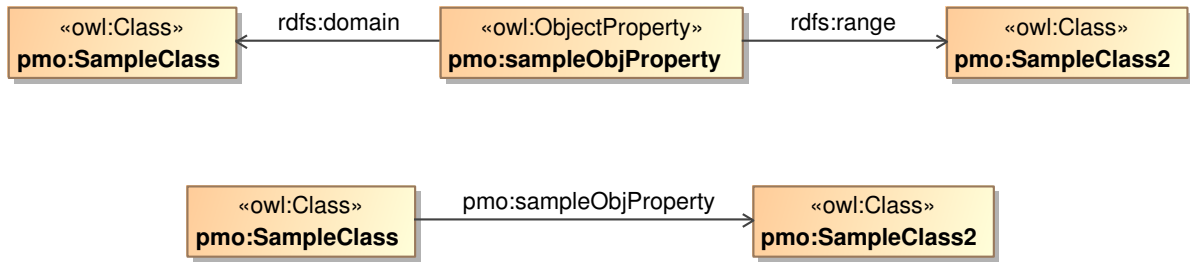 «owl:Class»
pmo:SampleClass
rdfs:domain
«owl:ObjectProperty»
pmo:sampleObjProperty
rdfs:range
«owl:Class»
pmo:SampleClass2
«owl:Class»
pmo:SampleClass
pmo:sampleObjProperty
«owl:Class»
pmo:SampleClass2